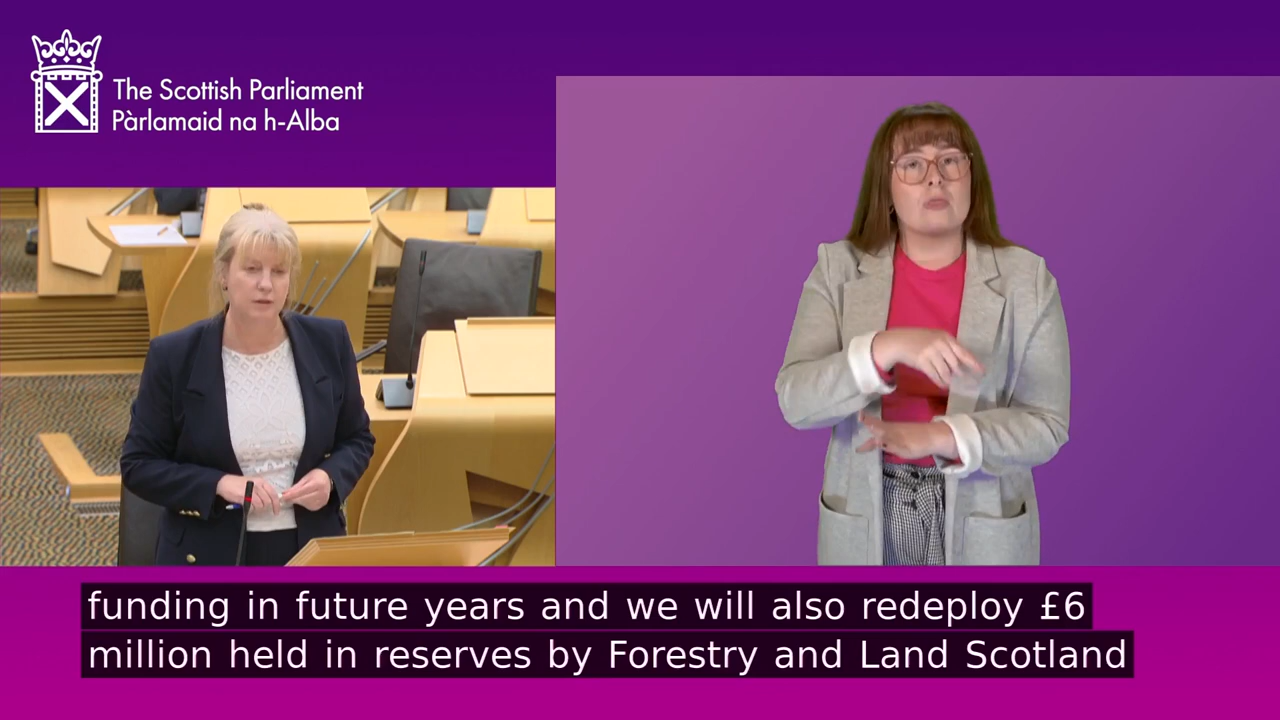 The Scottish Parliament
Pàrlamaid na h-Alba
funding in future years and we will also redeploy £6
million held in reserves by Forestry and Land Scotland